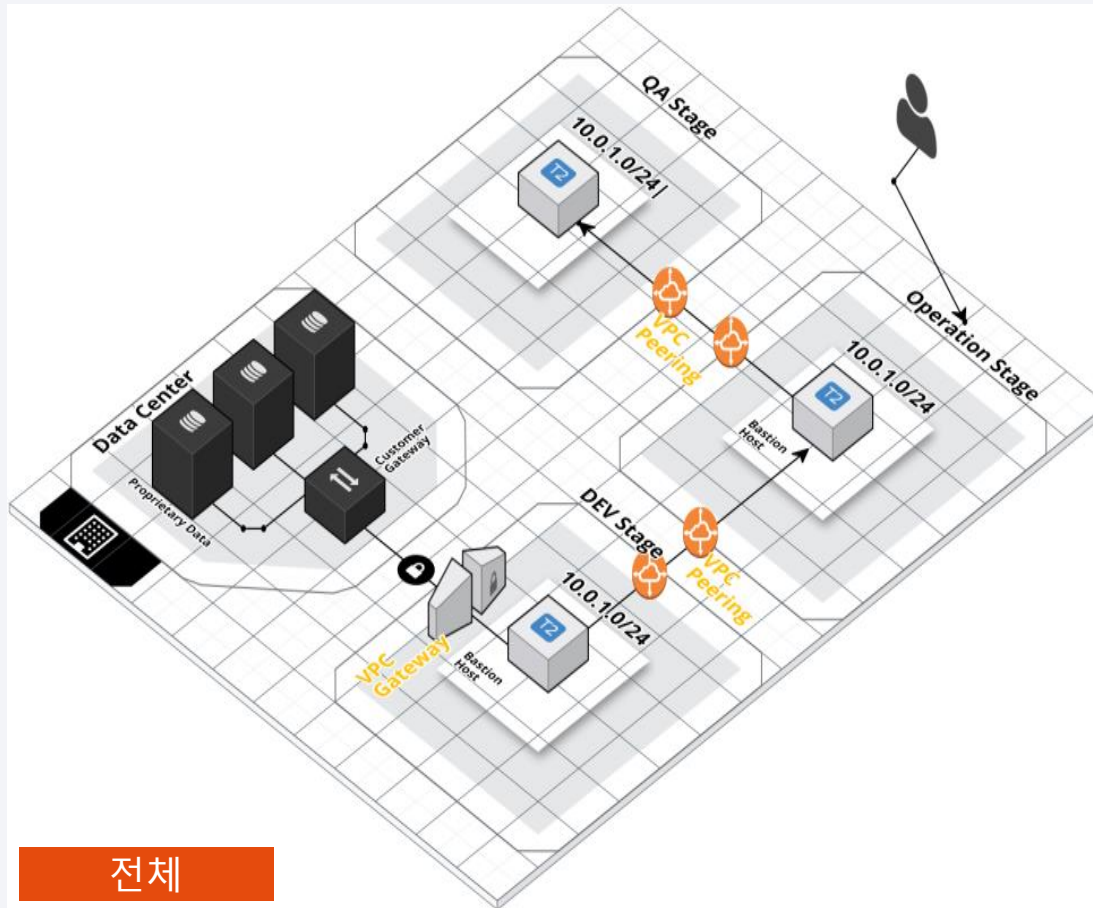 QA Stage
10.0.1.0/24|
T2
VPC
Peering
Operation Stage
10.0.1.0/24
T2
Bastion
Host
Data Center
Customer
Gateway
Proprietary Data
DEV Stage
VPC
Peering
10.0.1.0/24
T2
VPC
Gateway
Bastion
Host
전체